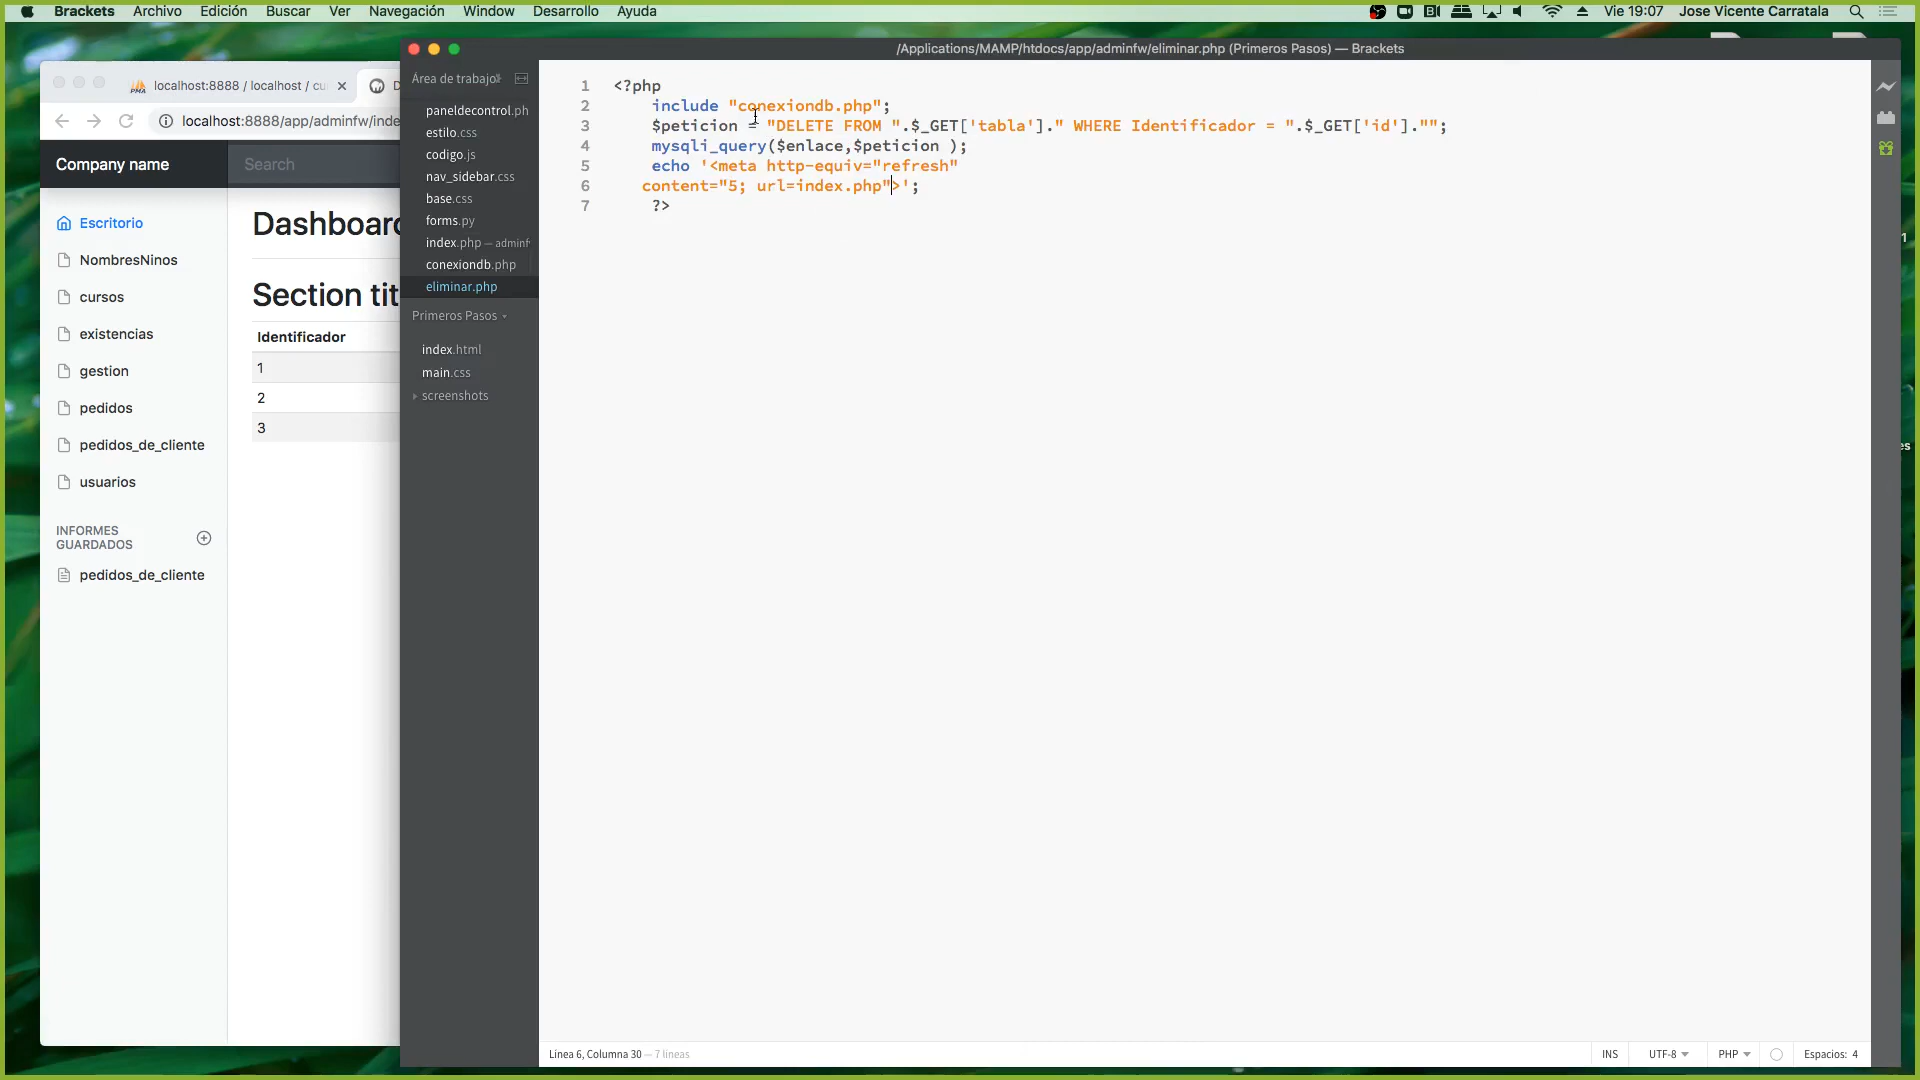 Brackets Archivo Edición Buscar Ver Navegación Window Desarrollo Ayuda Vie 19:07 Jose Vicente Carratala
/Applications/MAMP/htdocs/app/adminfw/eliminar.php (Primeros Pasos) — Brackets
localhost:8888 / localhost / cu
D
localhost:8888/app/adminfw/inde
Company name
Search
Escritorio
NombresNinos
cursos
existencias
gestion
pedidos
pedidos_de_cliente
usuarios
INFORMES
GUARDADOS
pedidos_de_cliente
Dashboard
Section tit
Identificador
1
2
3
Área de trabajo
paneldecontrol.ph
estilo.css
codigo.js
nav_sidebar.css
base.css
forms.py
index.php — adminf
conexiondb.php
eliminar.php
Primeros Pasos
index.html
main.css
screenshots
1 <?php
2 include "conexiondb.php";
3 $peticion = "DELETE FROM ".$_GET['tabla']." WHERE Identificador = ".$_GET['id']."";
4 mysqli_query($enlace,$peticion );
5 echo '<meta http-equiv="refresh"
6 content="5; url=index.php">';
7 ?>
1
es
Línea 6, Columna 30 — 7 líneas
INS UTF-8 PHP Espacios: 4